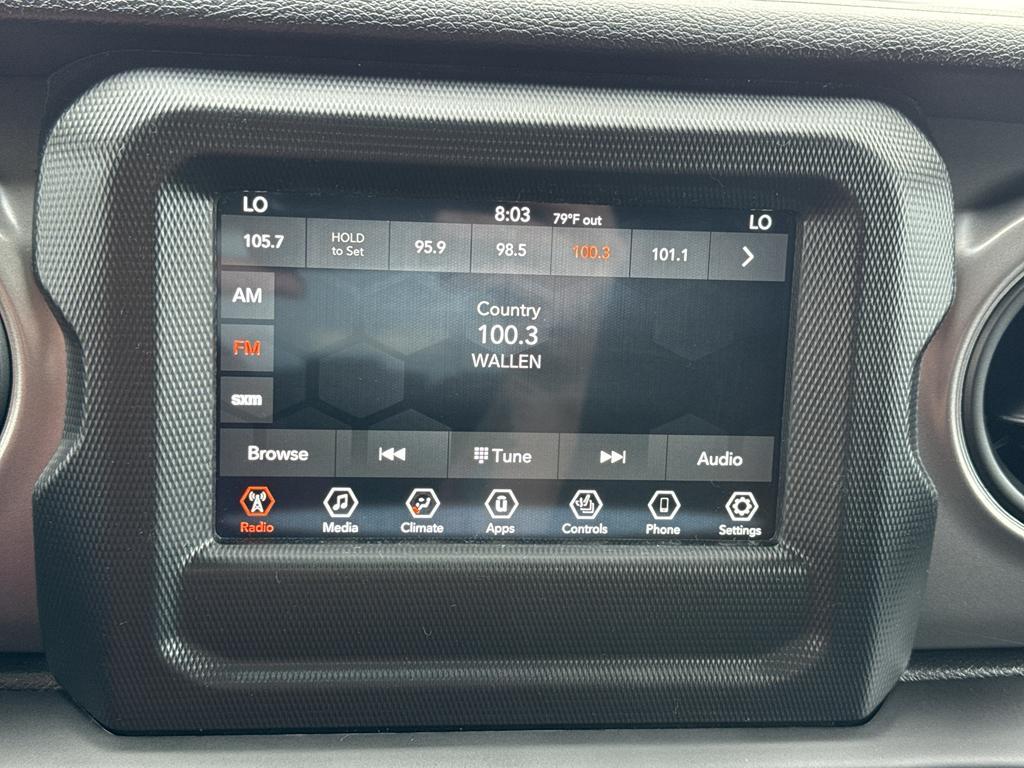 LO 8:03 79°F out LO
105.7 HOLD to Set 95.9 98.5 100.3 101.1
AM
FM
sxm
Country
100.3
WALLEN
Browse Tune Audio
Radio Media Climate Apps Controls Phone Settings